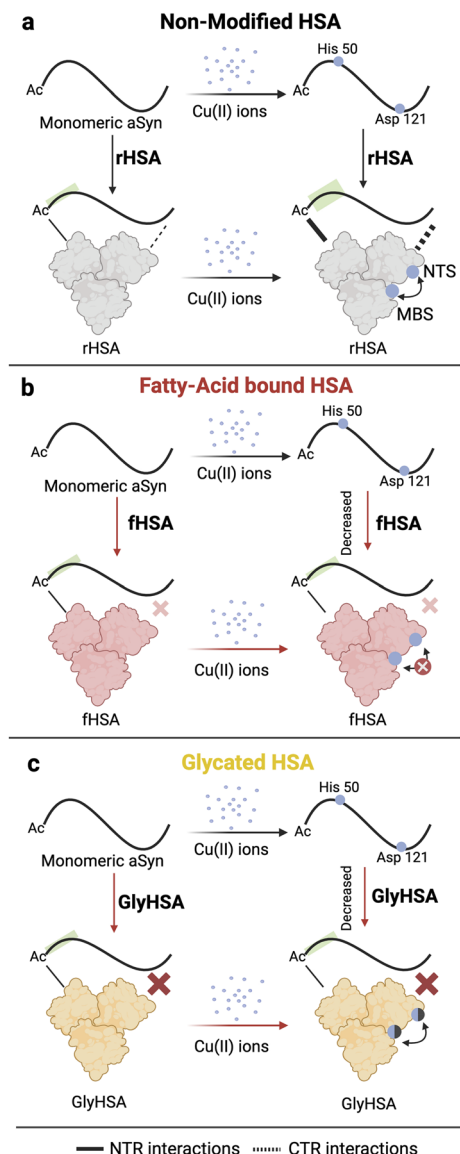 a
Non-Modified HSA
His 50
Ac
Ac
Cu(II) ions
Monomeric aSyn
Asp 121
rHSA
rHSA
Ac
Ac
NTS
Cu(II) ions
MBS
rHSA
rHSA
b
Fatty-Acid bound HSA
His 50
Ac
Ac
Cu(II) ions
Monomeric aSyn
Asp 121
fHSA
Decreased
fHSA
Ac
Ac
Cu(II) ions
fHSA
fHSA
c
Glycated HSA
His 50
Ac
Ac
Cu(II) ions
Monomeric aSyn
Asp 121
GlyHSA
Decreased
GlyHSA
Ac
Ac
Cu(II) ions
GlyHSA
GlyHSA
NTR interactions
CTR interactions